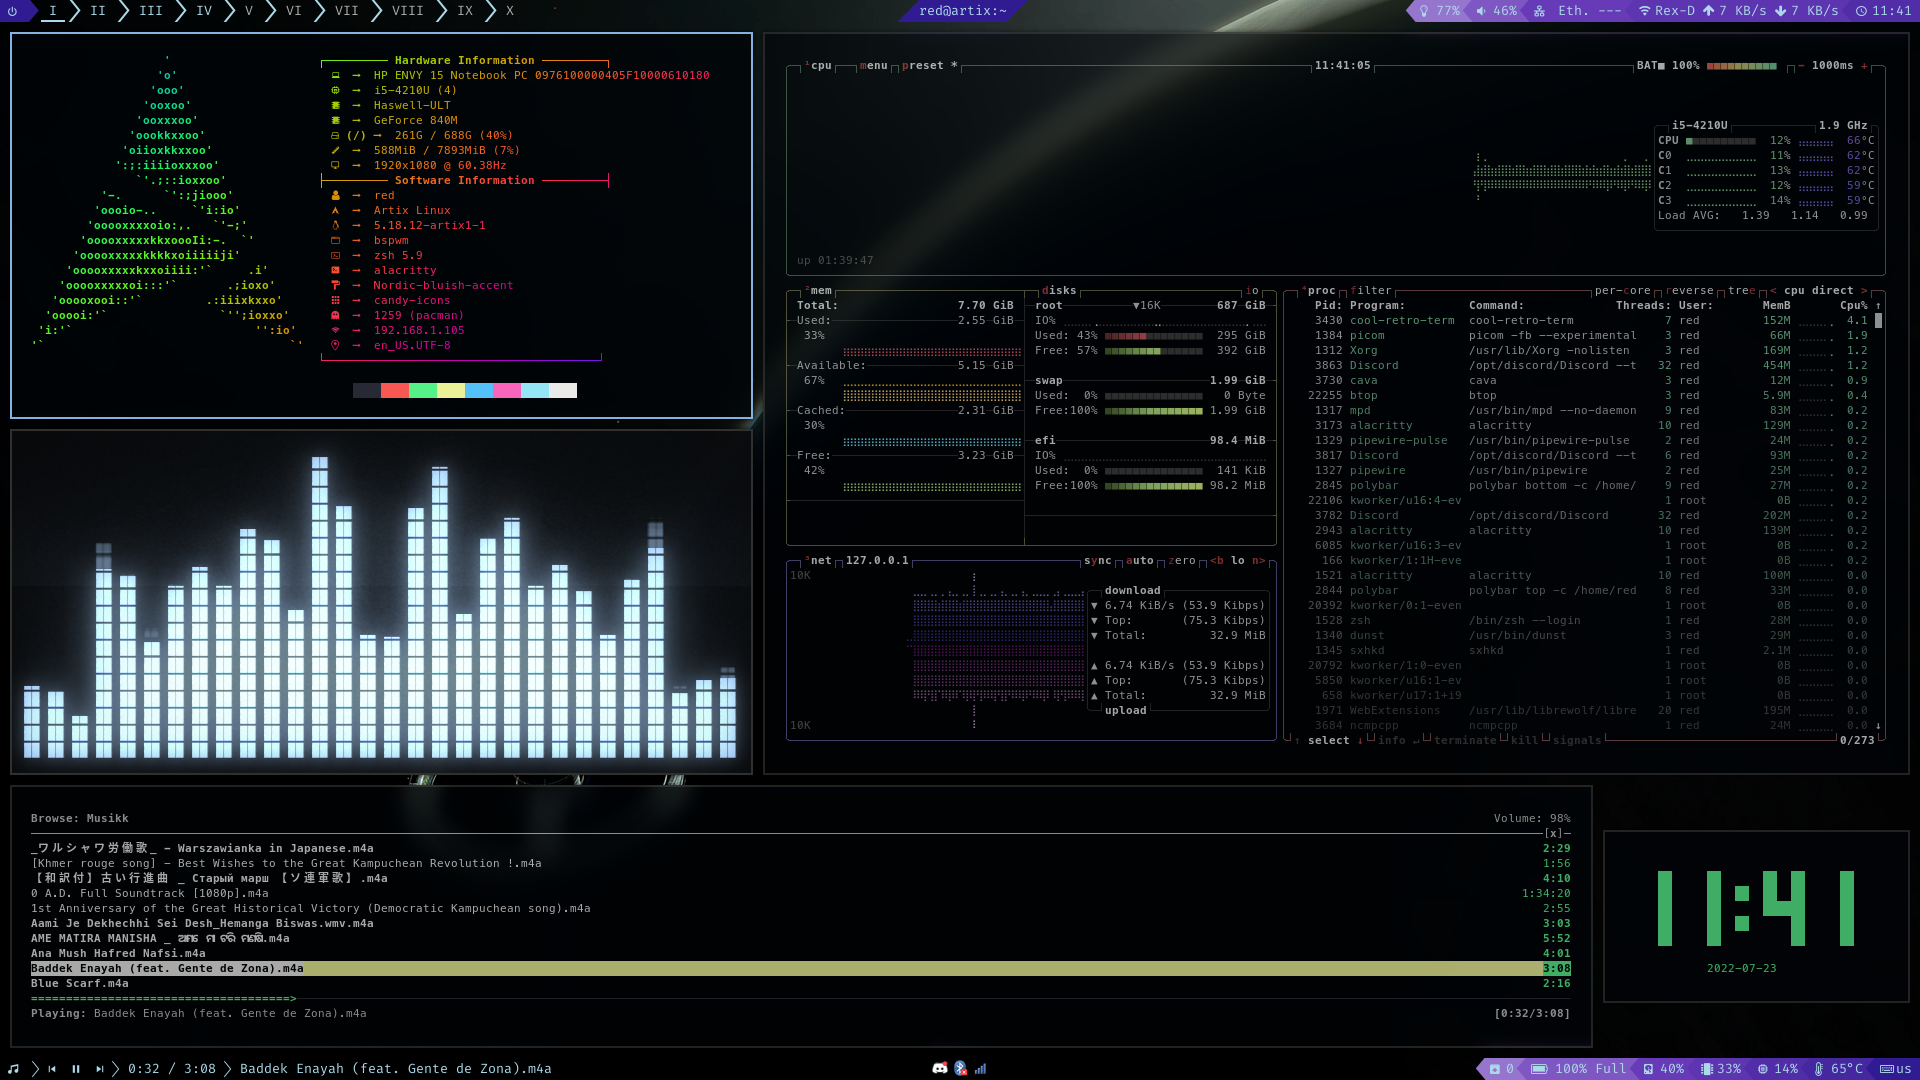 I II III IV V VI VII VIII IX X
red@artix:~
77% 46% Eth. --- Rex-D 7 KB/s 7 KB/s 11:41
Hardware Information
HP ENVY 15 Notebook PC 0976100000405F10000610180
i5-4210U (4)
Haswell-ULT
GeForce 840M
(/) → 261G / 688G (40%)
588MiB / 7893MiB (7%)
1920x1080 @ 60.38Hz
Software Information
red
Artix Linux
5.18.12-artix1-1
bspwm
zsh 5.9
alacritty
Nordic-bluish-accent
candy-icons
1259 (pacman)
192.168.1.105
en_US.UTF-8
¹cpu menu preset * 11:41:05 BAT■ 100% - 1000ms +
i5-4210U 1.9 GHz
CPU 12% 66°C
C0 11% 62°C
C1 13% 62°C
C2 12% 59°C
C3 14% 59°C
Load AVG: 1.39 1.14 0.99
up 01:39:47
²mem
Total: 7.70 GiB
Used: 2.55 GiB
33%
Available: 5.15 GiB
67%
Cached: 2.31 GiB
30%
Free: 3.23 GiB
42%
disks io
root ▼16K 687 GiB
IO%
Used: 43% 295 GiB
Free: 57% 392 GiB
swap 1.99 GiB
Used: 0% 0 Byte
Free:100% 1.99 GiB
efi 98.4 MiB
IO%
Used: 0% 141 KiB
Free:100% 98.2 MiB
³net 127.0.0.1 sync auto zero <b lo n>
10K
download
▼ 6.74 KiB/s (53.9 Kibps)
▼ Top: (75.3 Kibps)
▼ Total: 32.9 MiB
▲ 6.74 KiB/s (53.9 Kibps)
▲ Top: (75.3 Kibps)
▲ Total: 32.9 MiB
upload
10K
⁴proc filter per-core reverse tree < cpu direct >
Pid: Program: Command: Threads: User: MemB Cpu% ↑
3430 cool-retro-term cool-retro-term 7 red 152M 4.1
1384 picom picom -fb --experimental 3 red 66M 1.9
1312 Xorg /usr/lib/Xorg -nolisten 3 red 169M 1.2
3863 Discord /opt/discord/Discord --t 32 red 454M 1.2
3730 cava cava 3 red 12M 0.9
22255 btop btop 3 red 5.9M 0.4
1317 mpd /usr/bin/mpd --no-daemon 9 red 83M 0.2
3173 alacritty alacritty 10 red 129M 0.2
1329 pipewire-pulse /usr/bin/pipewire-pulse 2 red 24M 0.2
3817 Discord /opt/discord/Discord --t 6 red 93M 0.2
1327 pipewire /usr/bin/pipewire 2 red 25M 0.2
2845 polybar polybar bottom -c /home/ 9 red 27M 0.2
22106 kworker/u16:4-ev 1 root 0B 0.2
3782 Discord /opt/discord/Discord 32 red 202M 0.2
2943 alacritty alacritty 10 red 139M 0.2
6085 kworker/u16:3-ev 1 root 0B 0.2
166 kworker/1:1H-eve 1 root 0B 0.2
1521 alacritty alacritty 10 red 100M 0.0
2844 polybar polybar top -c /home/red 8 red 33M 0.0
20392 kworker/0:1-even 1 root 0B 0.0
1528 zsh /bin/zsh --login 1 red 28M 0.0
1340 dunst /usr/bin/dunst 3 red 29M 0.0
1345 sxhkd sxhkd 1 red 2.1M 0.0
20792 kworker/1:0-even 1 root 0B 0.0
5850 kworker/u16:1-ev 1 root 0B 0.0
658 kworker/u17:1+i9 1 root 0B 0.0
1971 WebExtensions /usr/lib/librewolf/libre 20 red 195M 0.0
3684 ncmpcpp ncmpcpp 1 red 24M 0.0 ↓
↑ select ↓ info ↵ terminate kill signals 0/273
Browse: Musikk Volume: 98%
[x]
_ワルシャワ労働歌_ - Warszawianka in Japanese.m4a 2:29
[Khmer rouge song] - Best Wishes to the Great Kampuchean Revolution !.m4a 1:56
【和訳付】古い行進曲 _ Старый марш 【ソ連軍歌】.m4a 4:10
0 A.D. Full Soundtrack [1080p].m4a 1:34:20
1st Anniversary of the Great Historical Victory (Democratic Kampuchean song).m4a 2:55
Aami Je Dekhechhi Sei Desh_Hemanga Biswas.wmv.m4a 3:03
AME MATIRA MANISHA _ .m4a 5:52
Ana Mush Hafred Nafsi.m4a 4:01
Baddek Enayah (feat. Gente de Zona).m4a 3:08
Blue Scarf.m4a 2:16
Playing: Baddek Enayah (feat. Gente de Zona).m4a [0:32/3:08]
11:41
2022-07-23
0:32 / 3:08 Baddek Enayah (feat. Gente de Zona).m4a
0 100% Full 40% 33% 14% 65°C us